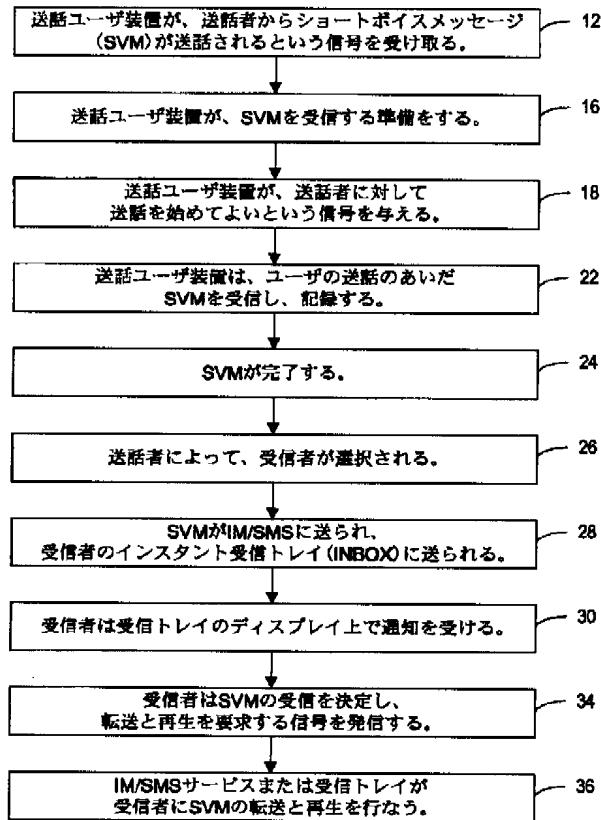 送話ユーザ装置が、送話者からショートボイスメッセージ
(SVM)が送話されるという信号を受け取る。
12
送話ユーザ装置が、SVMを受信する準備をする。
16
送話ユーザ装置が、送話者に対して
送話を始めてよいという信号を与える。
18
送話ユーザ装置は、ユーザの送話のあいだ
SVMを受信し、記録する。
22
SVMが完了する。
24
送話者によって、受信者が選択される。
26
SVMがIM/SMSに送られ、
受信者のインスタント受信トレイ(INBOX)に送られる。
28
受信者は受信トレイのディスプレイ上で通知を受ける。
30
受信者はSVMの受信を決定し、
転送と再生を要求する信号を発信する。
34
IM/SMSサービスまたは受信トレイが
受信者にSVMの転送と再生を行なう。
36